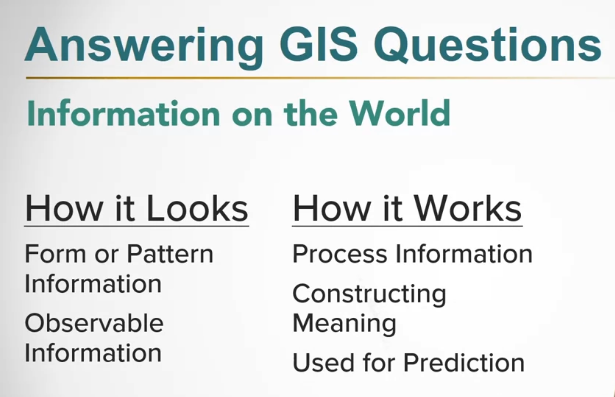 Answering GIS Questions
Information on the World
How it Looks
Form or Pattern
Information
Observable
Information
How it Works
Process Information
Constructing
Meaning
Used for Prediction